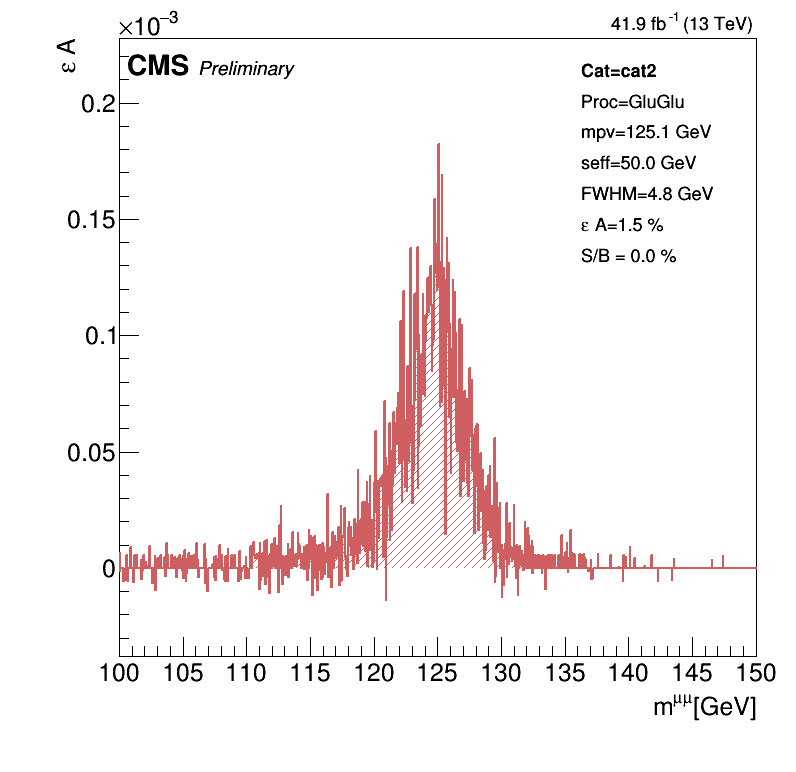 ×10⁻³
41.9 fb⁻¹ (13 TeV)
ε A
CMS Preliminary
Cat=cat2
Proc=GluGlu
mpv=125.1 GeV
seff=50.0 GeV
FWHM=4.8 GeV
ε A=1.5 %
S/B = 0.0 %
0.2
0.15
0.1
0.05
0
100 105 110 115 120 125 130 135 140 145 150
m^μμ[GeV]